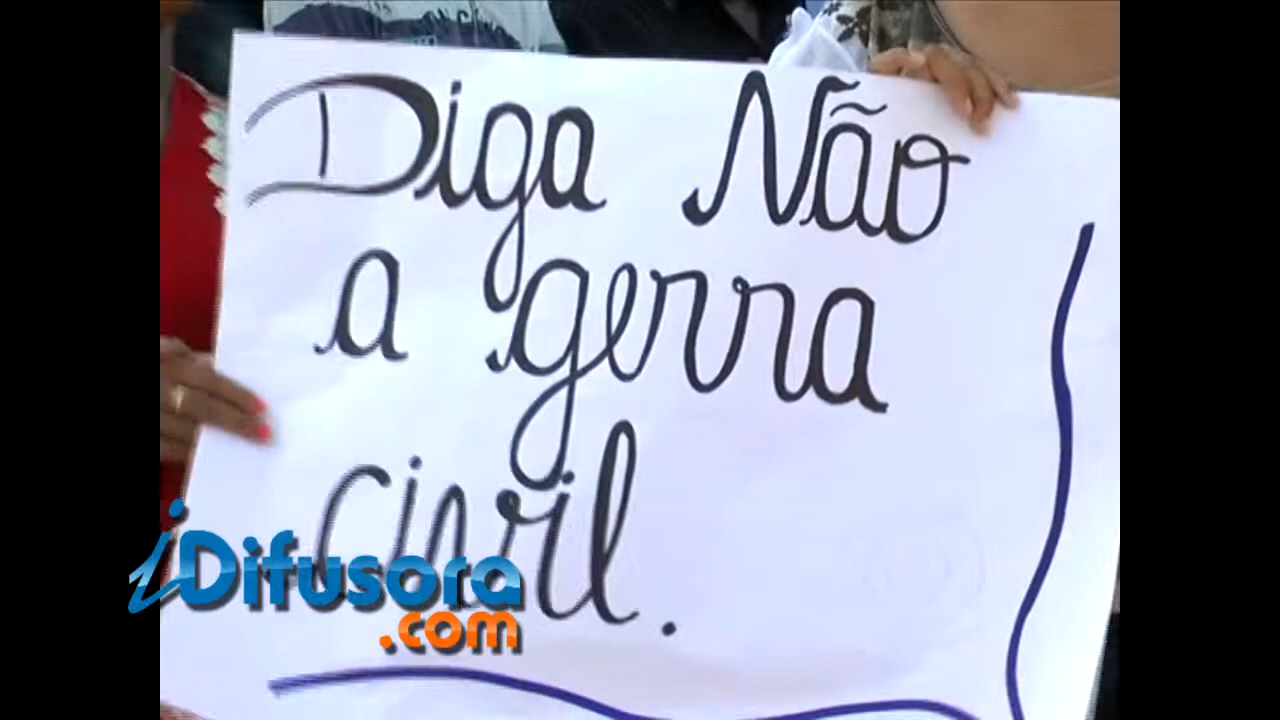 Diga Não
a gerra
civil.
iDifusora
.com